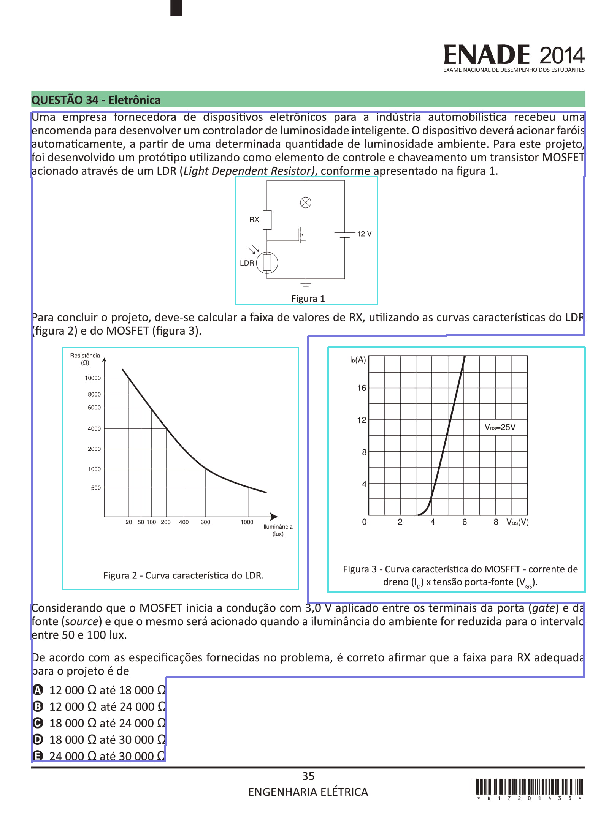 ENADE 2014
EXAME NACIONAL DE DESEMPENHO DOS ESTUDANTES
QUESTÃO 34 - Eletrônica
Uma empresa fornecedora de dispositivos eletrônicos para a indústria automobilística recebeu uma
encomenda para desenvolver um controlador de luminosidade inteligente. O dispositivo deverá acionar faróis
automaticamente, a partir de uma determinada quantidade de luminosidade ambiente. Para este projeto,
foi desenvolvido um protótipo utilizando como elemento de controle e chaveamento um transistor MOSFET
acionado através de um LDR (Light Dependent Resistor), conforme apresentado na figura 1.
RX
12 V
LDR
Figura 1
Para concluir o projeto, deve-se calcular a faixa de valores de RX, utilizando as curvas características do LDR
(figura 2) e do MOSFET (figura 3).
Resistência
(Ω)
10000
8000
6000
4000
2000
1000
500
20 50 100 200 400 800 1000
Iluminância
(lux)
Figura 2 - Curva característica do LDR.
I_D(A)
16
12
V_DS=25V
8
4
0 2 4 6 8 V_GS(V)
Figura 3 - Curva característica do MOSFET - corrente de
dreno (I_D) x tensão porta-fonte (V_GS).
Considerando que o MOSFET inicia a condução com 3,0 V aplicado entre os terminais da porta (gate) e da
fonte (source) e que o mesmo será acionado quando a iluminância do ambiente for reduzida para o intervalo
entre 50 e 100 lux.
De acordo com as especificações fornecidas no problema, é correto afirmar que a faixa para RX adequada
para o projeto é de
A 12 000 Ω até 18 000 Ω
B 12 000 Ω até 24 000 Ω
C 18 000 Ω até 24 000 Ω
D 18 000 Ω até 30 000 Ω
E 24 000 Ω até 30 000 Ω
35
ENGENHARIA ELÉTRICA